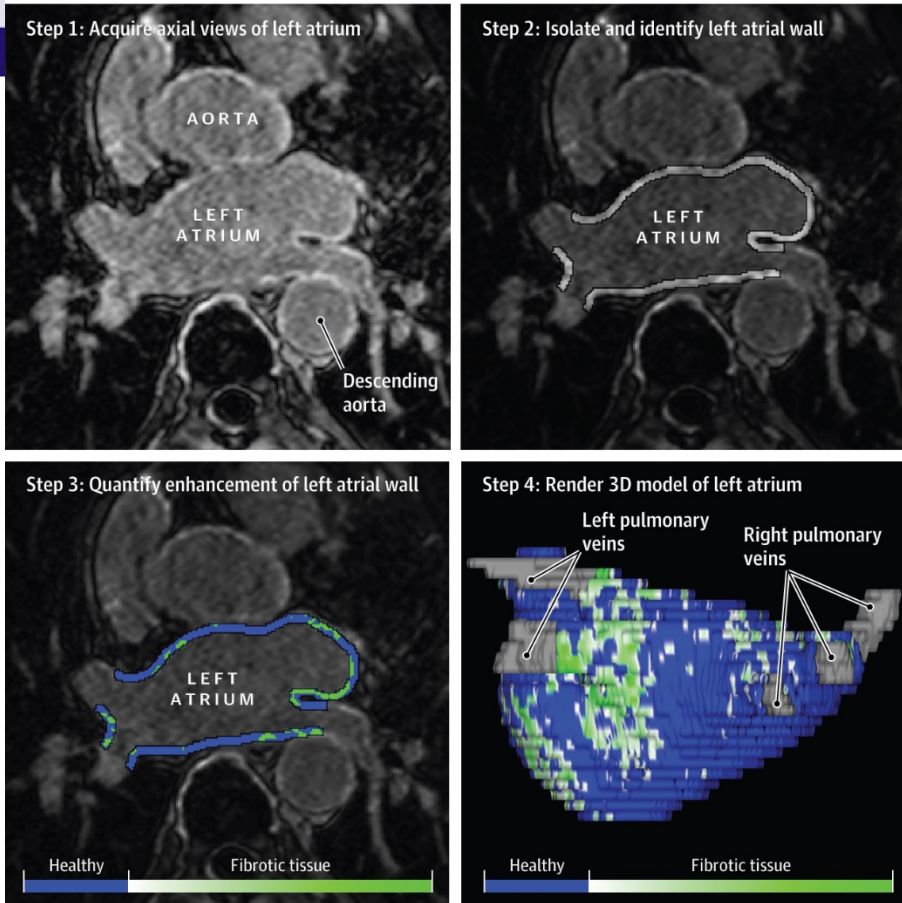 Step 1: Acquire axial views of left atrium
AORTA
LEFT
ATRIUM
Descending
aorta
Step 2: Isolate and identify left atrial wall
LEFT
ATRIUM
Step 3: Quantify enhancement of left atrial wall
LEFT
ATRIUM
Healthy
Fibrotic tissue
Step 4: Render 3D model of left atrium
Left pulmonary
veins
Right pulmonary
veins
Healthy
Fibrotic tissue